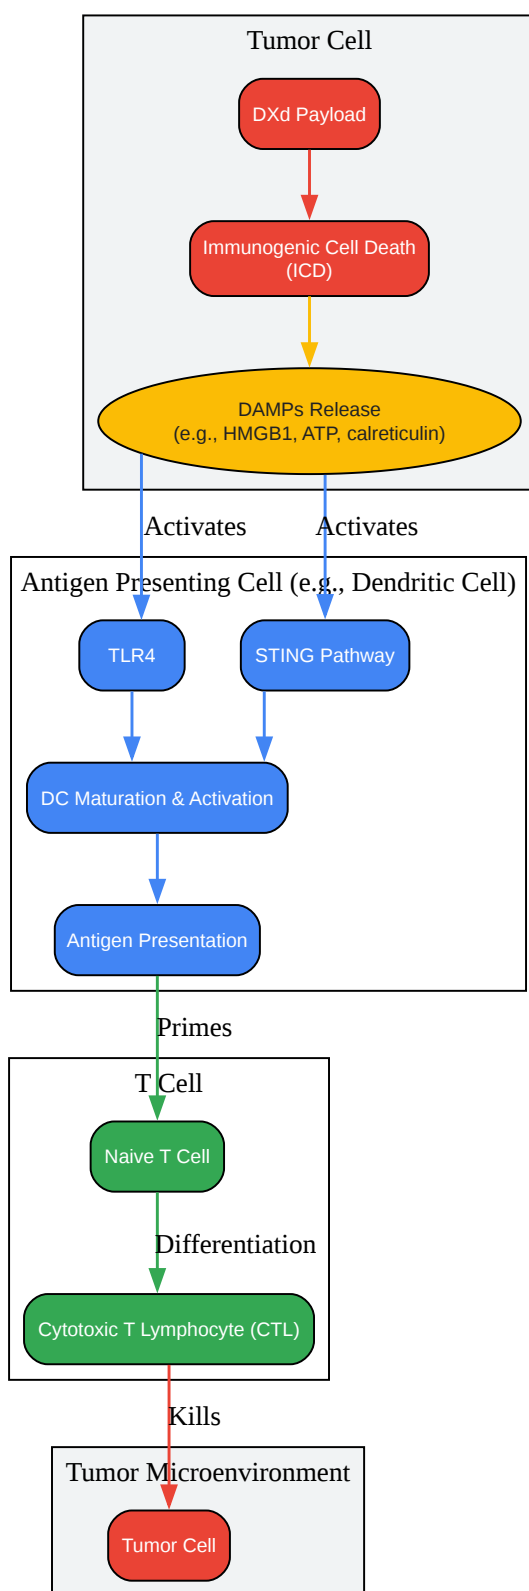 Tumor Cell
DXd Payload
Immunogenic Cell Death
(ICD)
DAMPs Release
(e.g., HMGB1, ATP, calreticulin)
Activates
Activates
Antigen Presenting Cell (e.g., Dendritic Cell)
TLR4
STING Pathway
DC Maturation & Activation
Antigen Presentation
Primes
T Cell
Naive T Cell
Differentiation
Cytotoxic T Lymphocyte (CTL)
Kills
Tumor Microenvironment
Tumor Cell